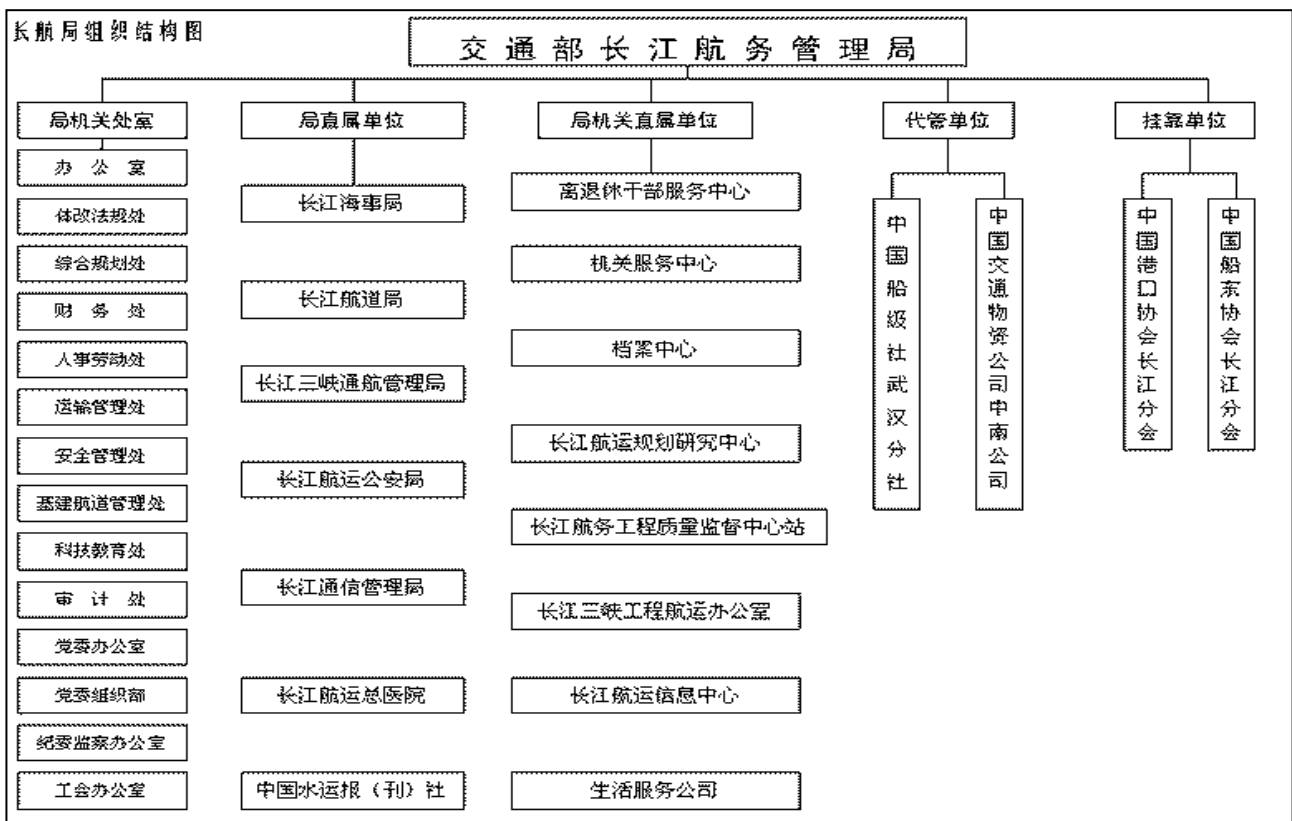 长航局组织结构图
交通部长江航务管理局
局机关处室
局直属单位
局机关直属单位
代管单位
挂靠单位
办公室
体改法规处
综合规划处
财务处
人事劳动处
运输管理处
安全管理处
基建航道管理处
科技教育处
审计处
党委办公室
党委组织部
纪委监察办公室
工会办公室
长江海事局
长江航道局
长江三峡通航管理局
长江航运公安局
长江通信管理局
长江航运总医院
中国水运报（刊）社
离退休干部服务中心
机关服务中心
档案中心
长江航运规划研究中心
长江航务工程质量监督中心站
长江三峡工程航运办公室
长江航运信息中心
生活服务公司
中国船级社武汉分社
中国交通物资公司中南公司
中国港口协会长江分会
中国船东协会长江分会